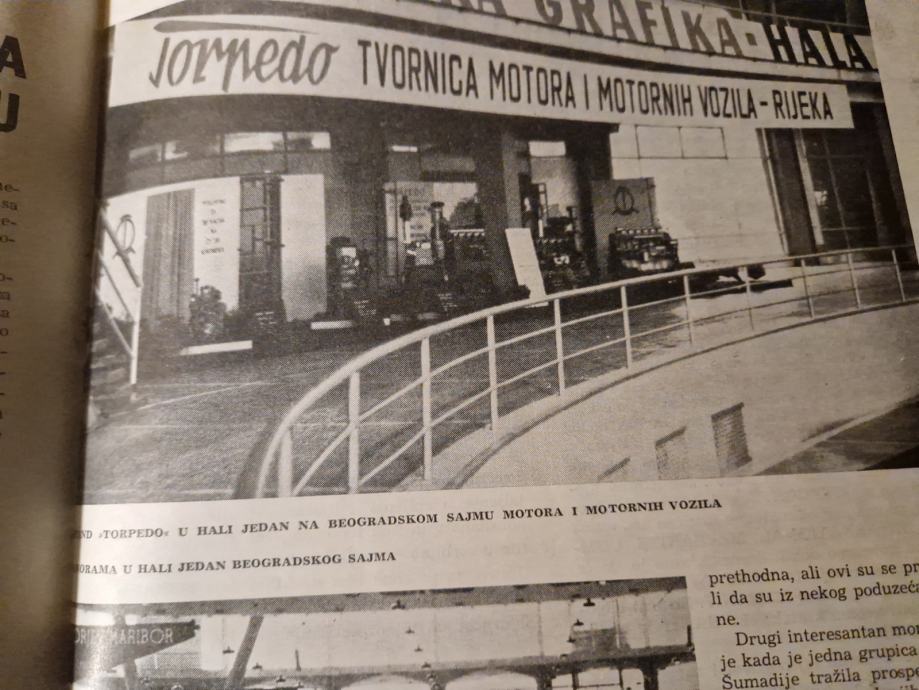 A
U
GRAFIKA-HALA
Torpedo TVORNICA MOTORA I MOTORNIH VOZILA - RIJEKA
»TORPEDO« U HALI JEDAN NA BEOGRADSKOM SAJMU MOTORA I MOTORNIH VOZILA
U HALI JEDAN BEOGRADSKOG SAJMA
MARIBOR
prethodna, ali ovi su se pr
li da su iz nekog poduzeća
ne.
Drugi interesantan mo
je kada je jedna grupica
Šumadije tražila prosp